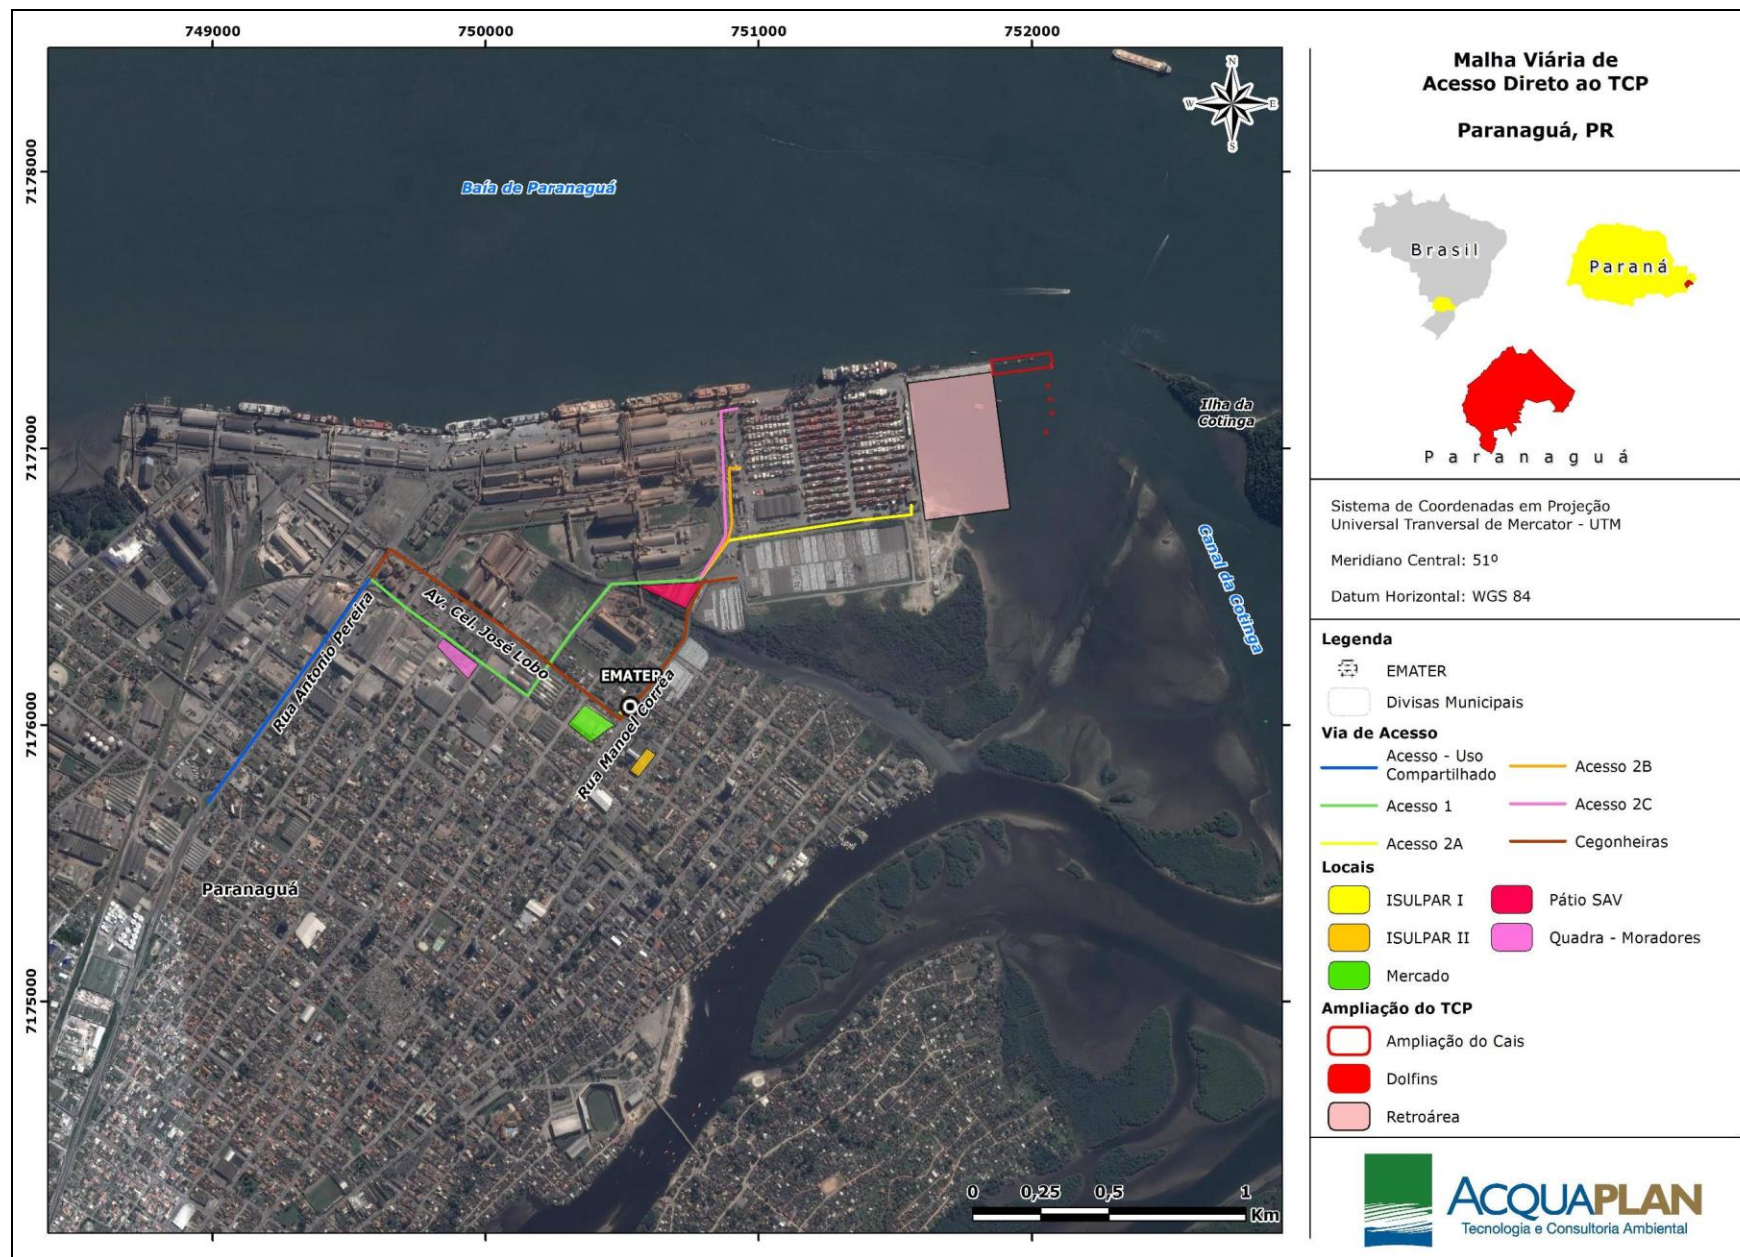 749000
750000
751000
752000
7178000
7177000
7176000
7175000
N
W
E
S
Baía de Paranaguá
Ilha da
Cotinga
Canal da Cotinga
Av. Cel. José Lobo
Rua Antonio Pereira
EMATER
Rua Manoel Corrêa
Paranaguá
0
0,25
0,5
1
Km
Malha Viária de
Acesso Direto ao TCP
Paranaguá, PR
Brasil
Paraná
Paranaguá
Sistema de Coordenadas em Projeção
Universal Tranversal de Mercator - UTM
Meridiano Central: 51º
Datum Horizontal: WGS 84
Legenda
EMATER
Divisas Municipais
Via de Acesso
Acesso - Uso
Compartilhado
Acesso 2B
Acesso 1
Acesso 2C
Acesso 2A
Cegonheiras
Locais
ISULPAR I
Pátio SAV
ISULPAR II
Quadra - Moradores
Mercado
Ampliação do TCP
Ampliação do Cais
Dolfins
Retroárea
ACQUAPLAN
Tecnologia e Consultoria Ambiental